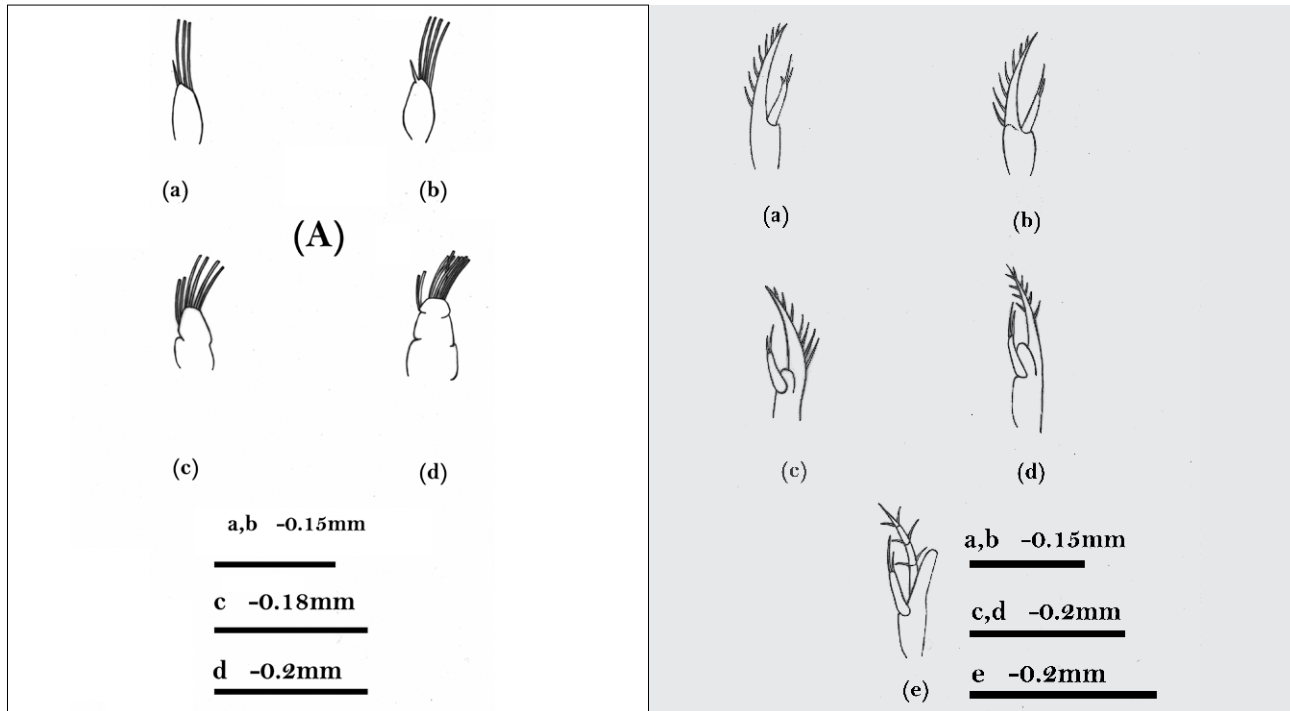 (a)
(b)
(A)
(c)
(d)
a,b -0.15mm
c -0.18mm
d -0.2mm
(a)
(b)
(c)
(d)
(e)
a,b -0.15mm
c,d -0.2mm
e -0.2mm